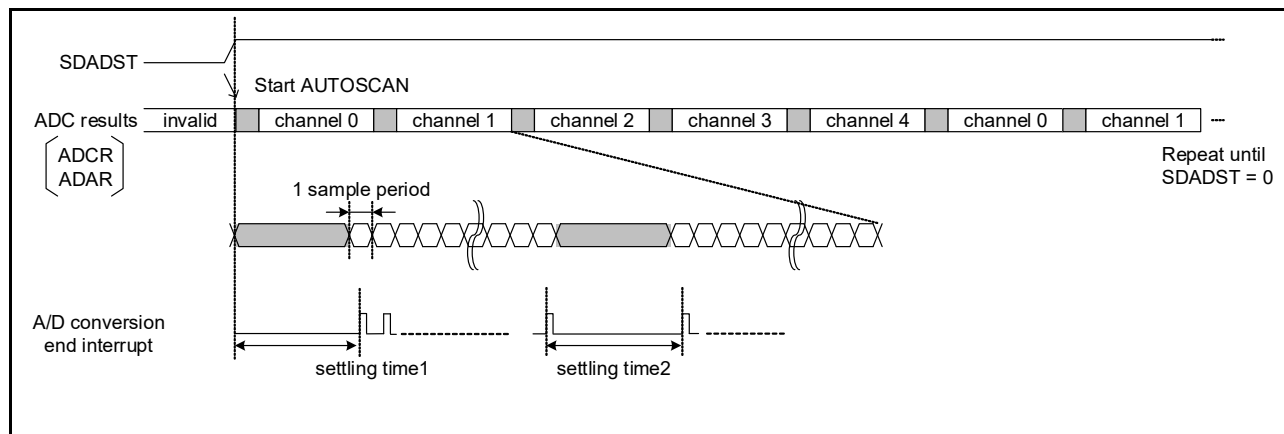 SDADST
Start AUTOSCAN
ADC results
invalid
channel 0
channel 1
channel 2
channel 3
channel 4
channel 0
channel 1
ADCR
ADAR
Repeat until
SDADST = 0
1 sample period
A/D conversion
end interrupt
settling time1
settling time2